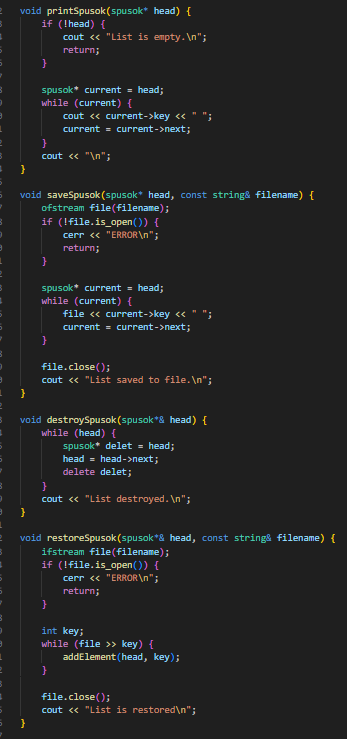 void printSpusok(spusok* head) {
    if (!head) {
        cout << "List is empty.\n";
        return;
    }

    spusok* current = head;
    while (current) {
        cout << current->key << " ";
        current = current->next;
    }
    cout << "\n";
}

void saveSpusok(spusok* head, const string& filename) {
    ofstream file(filename);
    if (!file.is_open()) {
        cerr << "ERROR\n";
        return;
    }

    spusok* current = head;
    while (current) {
        file << current->key << " ";
        current = current->next;
    }

    file.close();
    cout << "List saved to file.\n";
}

void destroySpusok(spusok*& head) {
    while (head) {
        spusok* delet = head;
        head = head->next;
        delete delet;
    }
    cout << "List destroyed.\n";
}

void restoreSpusok(spusok*& head, const string& filename) {
    ifstream file(filename);
    if (!file.is_open()) {
        cerr << "ERROR\n";
        return;
    }

    int key;
    while (file >> key) {
        addElement(head, key);
    }

    file.close();
    cout << "List is restored\n";
}